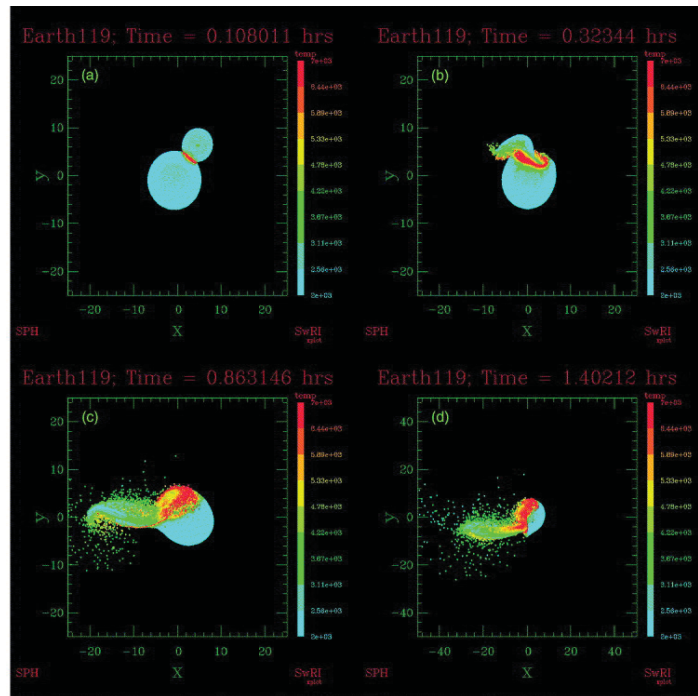 Earth119; Time = 0.108011 hrs
temp
(a)
7e+03
6.44e+03
5.89e+03
5.33e+03
4.78e+03
4.22e+03
3.67e+03
3.11e+03
2.56e+03
2e+03
20
10
0
-10
-20
y
-20
-10
0
10
20
X
SPH
SwRI
xplot
Earth119; Time = 0.32344 hrs
temp
(b)
7e+03
6.44e+03
5.89e+03
5.33e+03
4.78e+03
4.22e+03
3.67e+03
3.11e+03
2.56e+03
2e+03
20
10
0
-10
-20
y
-20
-10
0
10
20
X
SPH
SwRI
xplot
Earth119; Time = 0.863146 hrs
temp
(c)
7e+03
6.44e+03
5.89e+03
5.33e+03
4.78e+03
4.22e+03
3.67e+03
3.11e+03
2.56e+03
2e+03
20
10
0
-10
-20
y
-20
-10
0
10
20
X
SPH
SwRI
xplot
Earth119; Time = 1.40212 hrs
temp
(d)
7e+03
6.44e+03
5.89e+03
5.33e+03
4.78e+03
4.22e+03
3.67e+03
3.11e+03
2.56e+03
2e+03
40
20
0
-20
-40
y
-40
-20
0
20
40
X
SPH
SwRI
xplot